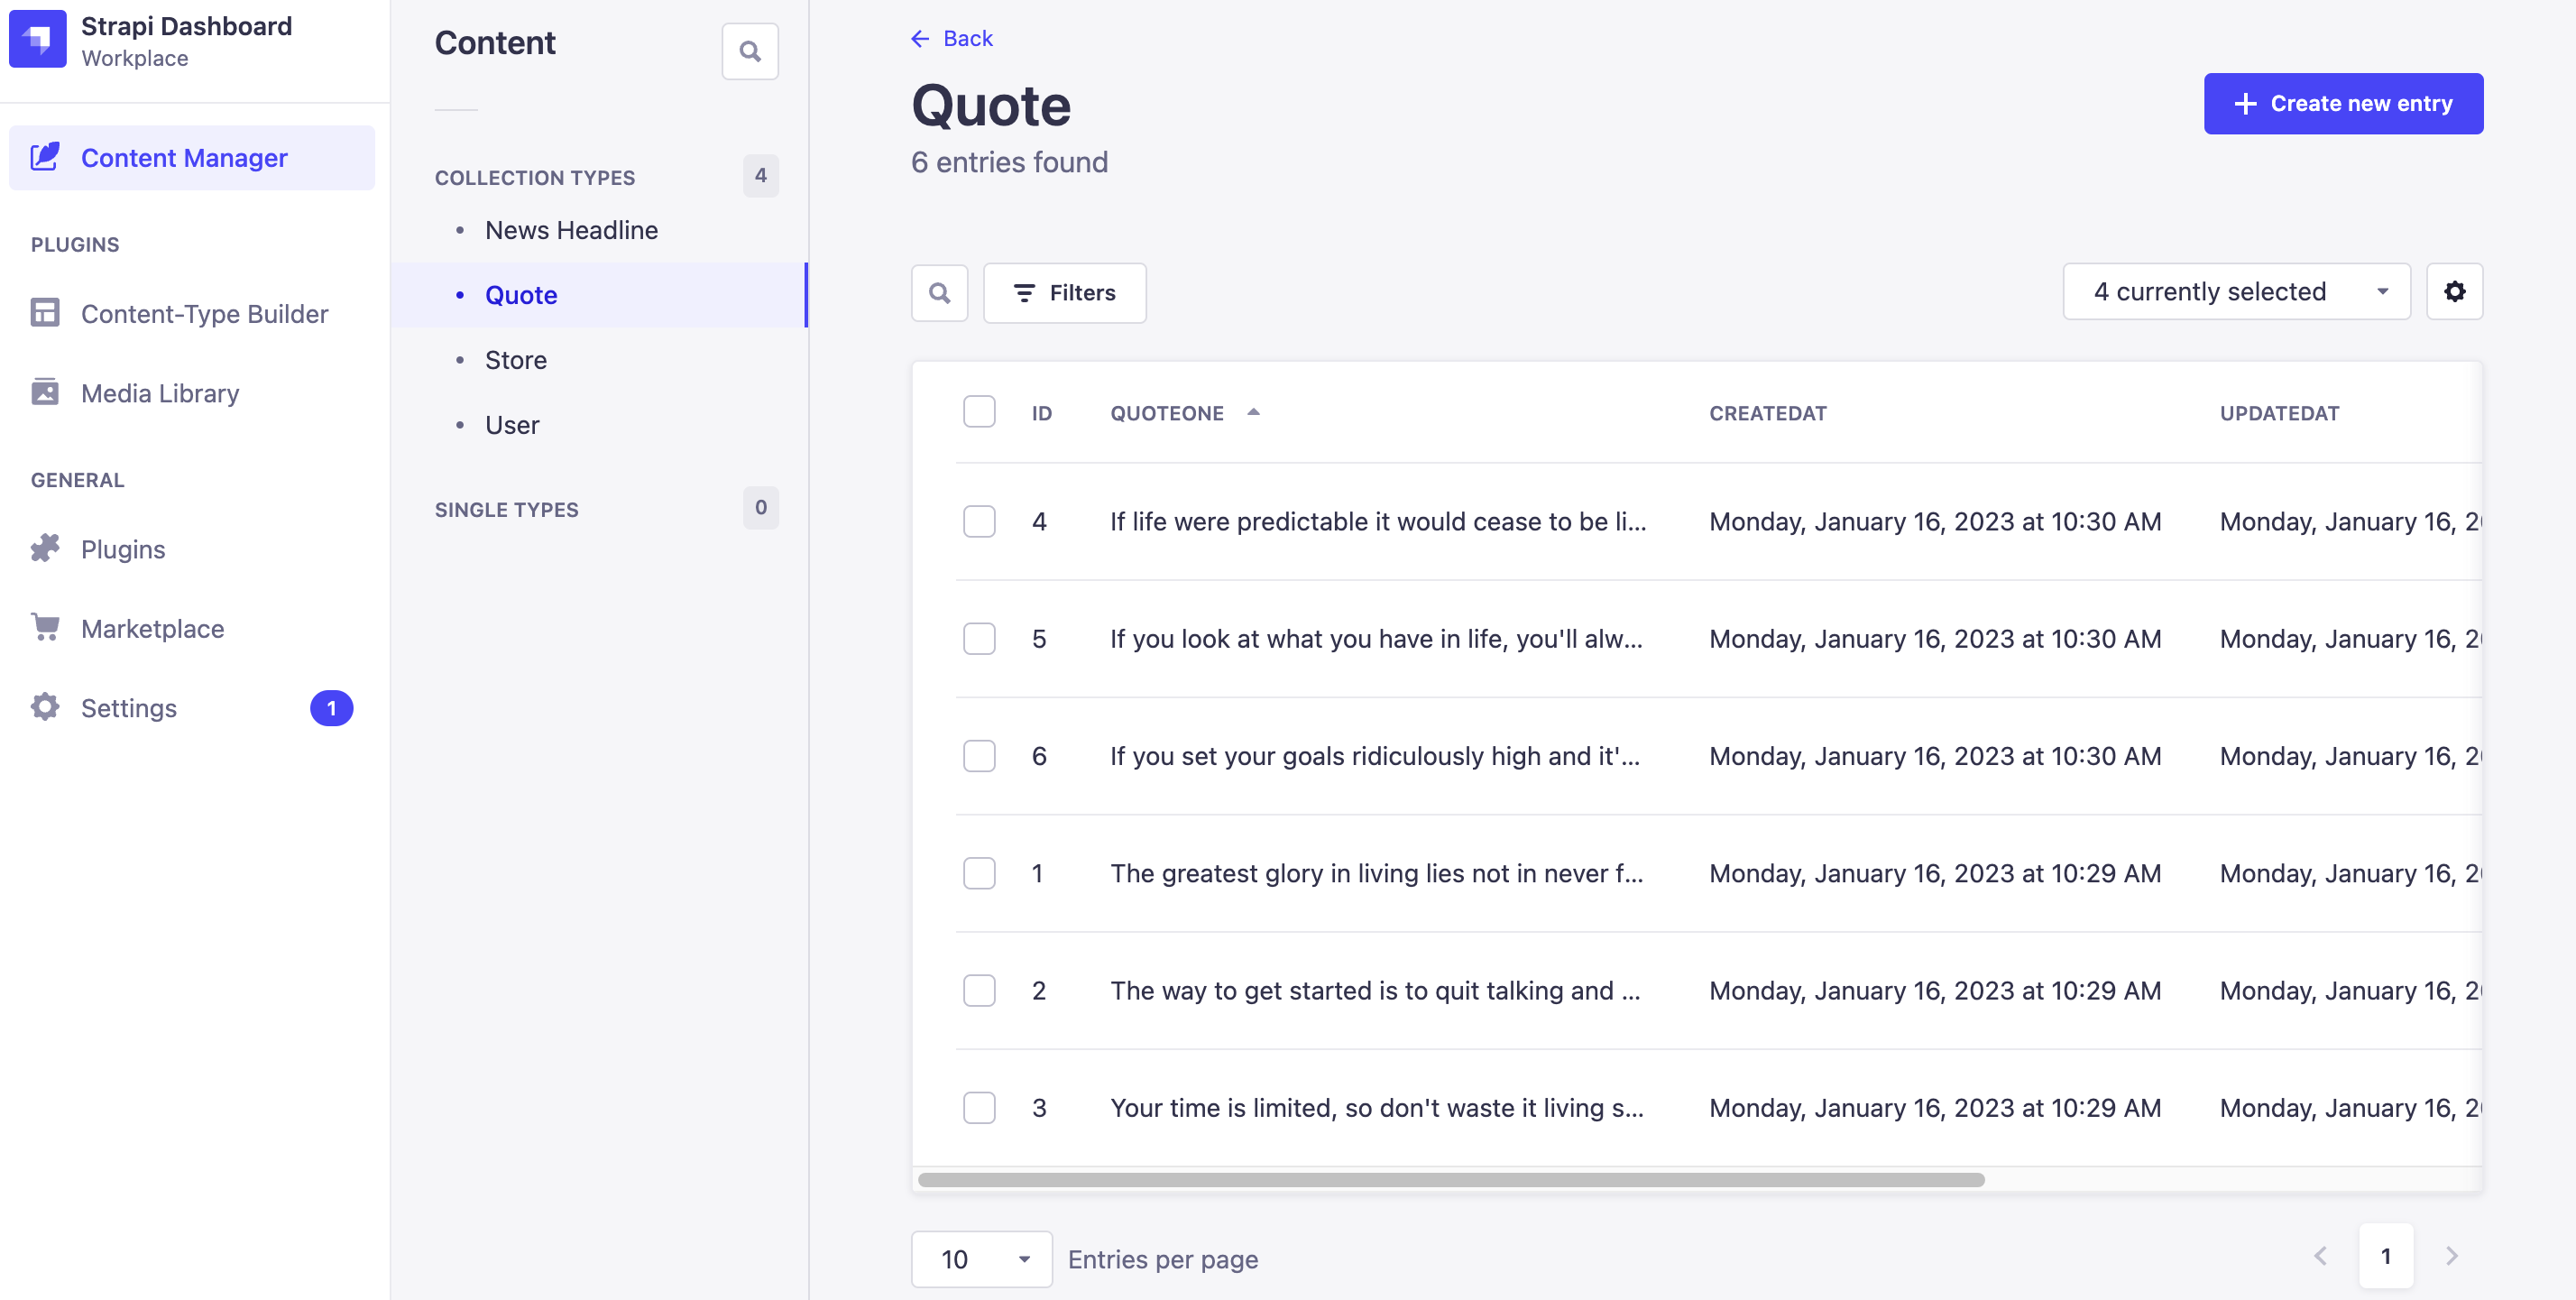 Strapi Dashboard
Workplace
Content Manager
PLUGINS
Content-Type Builder
Media Library
GENERAL
Plugins
Marketplace
Settings 1
Content
COLLECTION TYPES 4
News Headline
Quote
Store
User
SINGLE TYPES 0
Back
Quote
6 entries found
Create new entry
Filters
4 currently selected
ID QUOTEONE CREATEDAT UPDATEDAT
4 If life were predictable it would cease to be li... Monday, January 16, 2023 at 10:30 AM Monday, January 16, 2
5 If you look at what you have in life, you'll alw... Monday, January 16, 2023 at 10:30 AM Monday, January 16, 2
6 If you set your goals ridiculously high and it'... Monday, January 16, 2023 at 10:30 AM Monday, January 16, 2
1 The greatest glory in living lies not in never f... Monday, January 16, 2023 at 10:29 AM Monday, January 16, 2
2 The way to get started is to quit talking and ... Monday, January 16, 2023 at 10:29 AM Monday, January 16, 2
3 Your time is limited, so don't waste it living s... Monday, January 16, 2023 at 10:29 AM Monday, January 16, 2
10 Entries per page
1